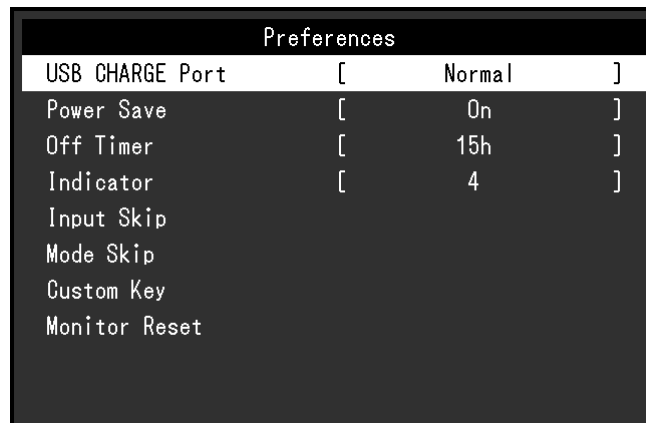 Preferences
USB CHARGE Port [ Normal ]
Power Save [ On ]
Off Timer [ 15h ]
Indicator [ 4 ]
Input Skip
Mode Skip
Custom Key
Monitor Reset